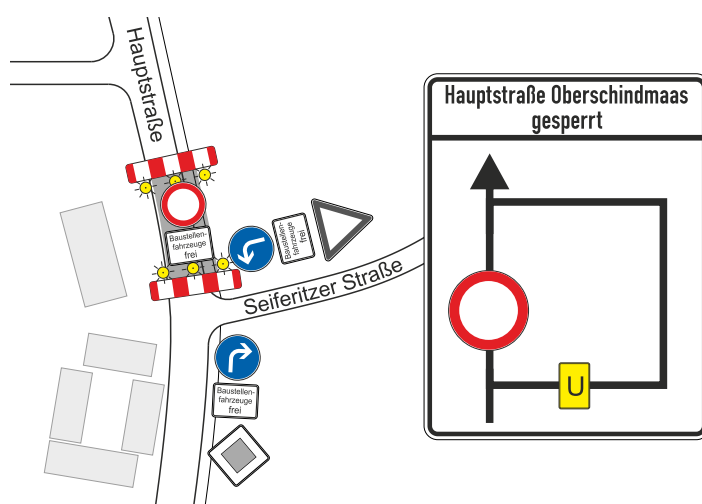 Hauptstraße
Hauptstraße Oberschindmaas
gesperrt
Baustellen-
fahrzeuge
frei
Baustellen-
fahrzeuge
frei
Seiferitzer Straße
U
Baustellen-
fahrzeuge
frei